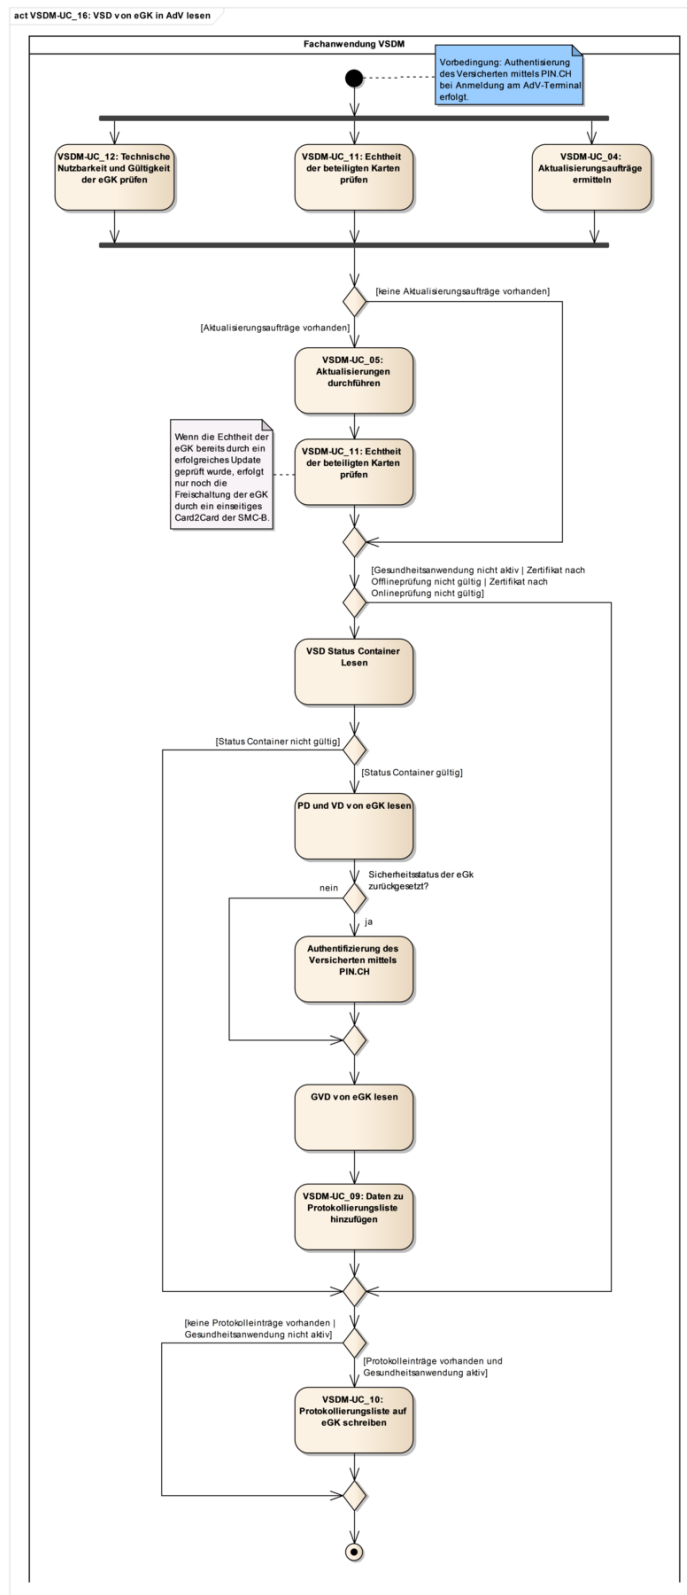 act VSDM-UC_16: VSD von eGK in AdV lesen
Fachanwendung VSDM
Vorbedingung: Authentisierung
des Versicherten mittels PIN.CH
bei Anmeldung am AdV-Terminal
erfolgt.
VSDM-UC_12: Technische
Nutzbarkeit und Gültigkeit
der eGK prüfen
VSDM-UC_11: Echtheit
der beteiligten Karten
prüfen
VSDM-UC_04:
Aktualisierungsaufträge
ermitteln
[keine Aktualisierungsaufträge vorhanden]
[Aktualisierungsaufträge vorhanden]
VSDM-UC_05:
Aktualisierungen
durchführen
Wenn die Echtheit der
eGK bereits durch ein
erfolgreiches Update
geprüft wurde, erfolgt
nur noch die
Freischaltung der eGK
durch ein einseitiges
Card2Card der SMC-B.
VSDM-UC_11: Echtheit
der beteiligten Karten
prüfen
[Gesundheitsanwendung nicht aktiv | Zertifikat nach
Offlineprüfung nicht gültig | Zertifikat nach
Onlineprüfung nicht gültig]
VSD Status Container
Lesen
[Status Container nicht gültig]
[Status Container gültig]
PD und VD von eGK lesen
Sicherheitsstatus der eGk
zurückgesetzt?
nein
ja
Authentifizierung des
Versicherten mittels
PIN.CH
GVD von eGK lesen
VSDM-UC_09: Daten zu
Protokollierungsliste
hinzufügen
[keine Protokolleinträge vorhanden |
Gesundheitsanwendung nicht aktiv]
[Protokolleinträge vorhanden und
Gesundheitsanwendung aktiv]
VSDM-UC_10:
Protokollierungsliste auf
eGK schreiben